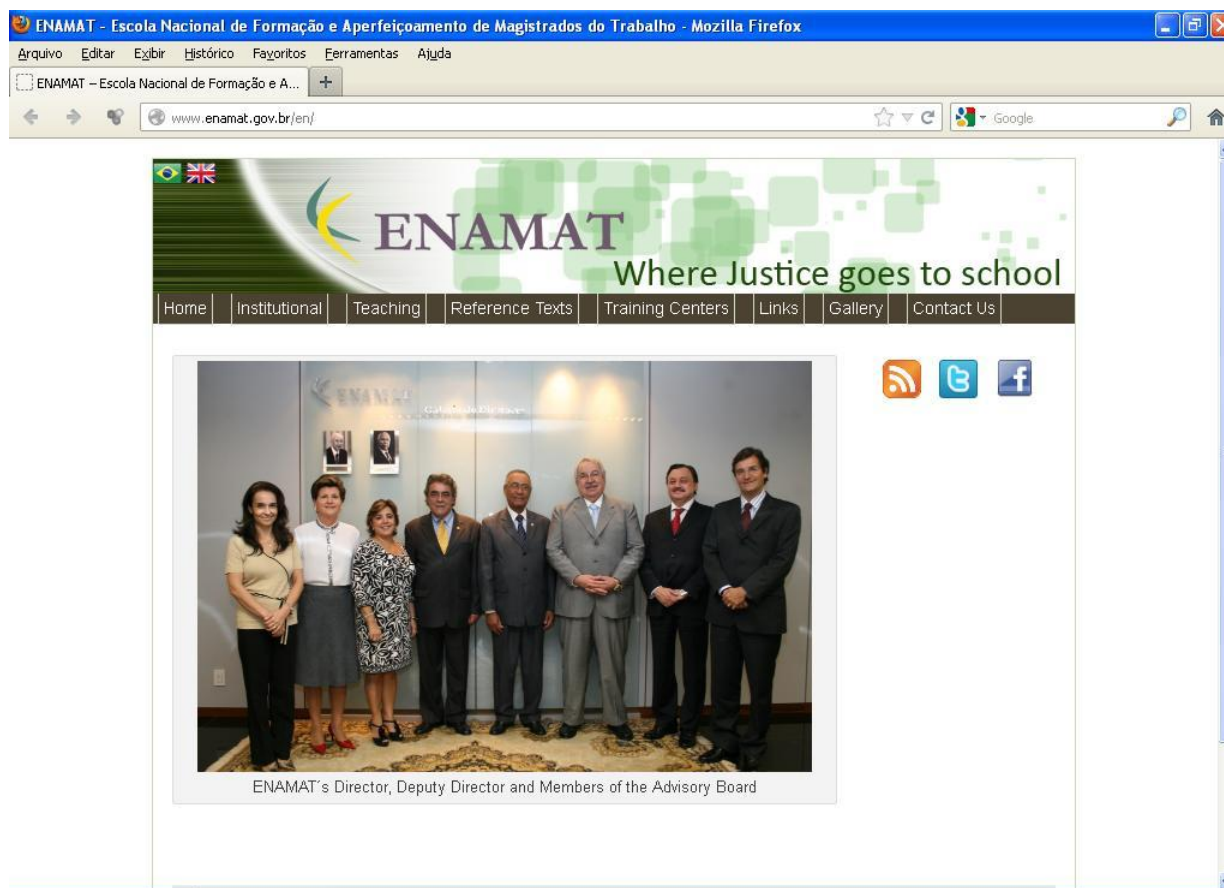 ENAMAT - Escola Nacional de Formação e Aperfeiçoamento de Magistrados do Trabalho - Mozilla Firefox
Arquivo Editar Exibir Histórico Favoritos Ferramentas Ajuda
ENAMAT – Escola Nacional de Formação e A... +
www.enamat.gov.br/en/ Google
ENAMAT
Where Justice goes to school
Home Institutional Teaching Reference Texts Training Centers Links Gallery Contact Us
ENAMAT
ENAMAT´s Director, Deputy Director and Members of the Advisory Board